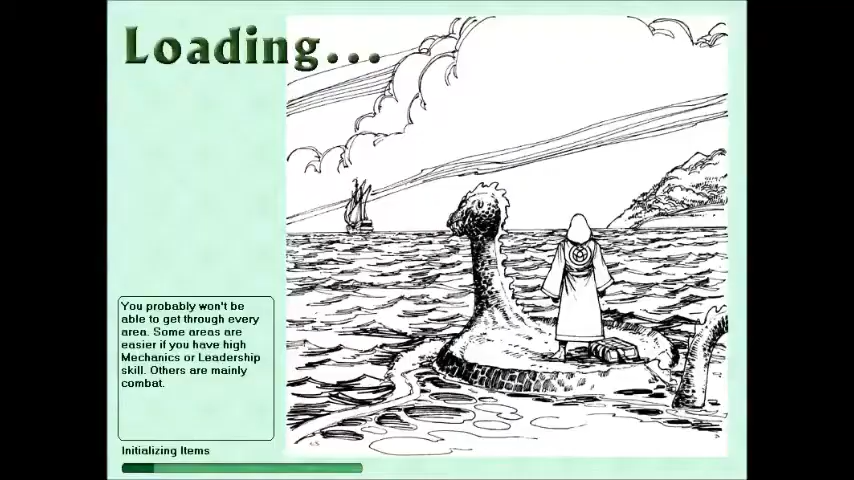 Loading...
You probably won't be
able to get through every
area. Some areas are
easier if you have high
Mechanics or Leadership
skill. Others are mainly
combat.
Initializing Items